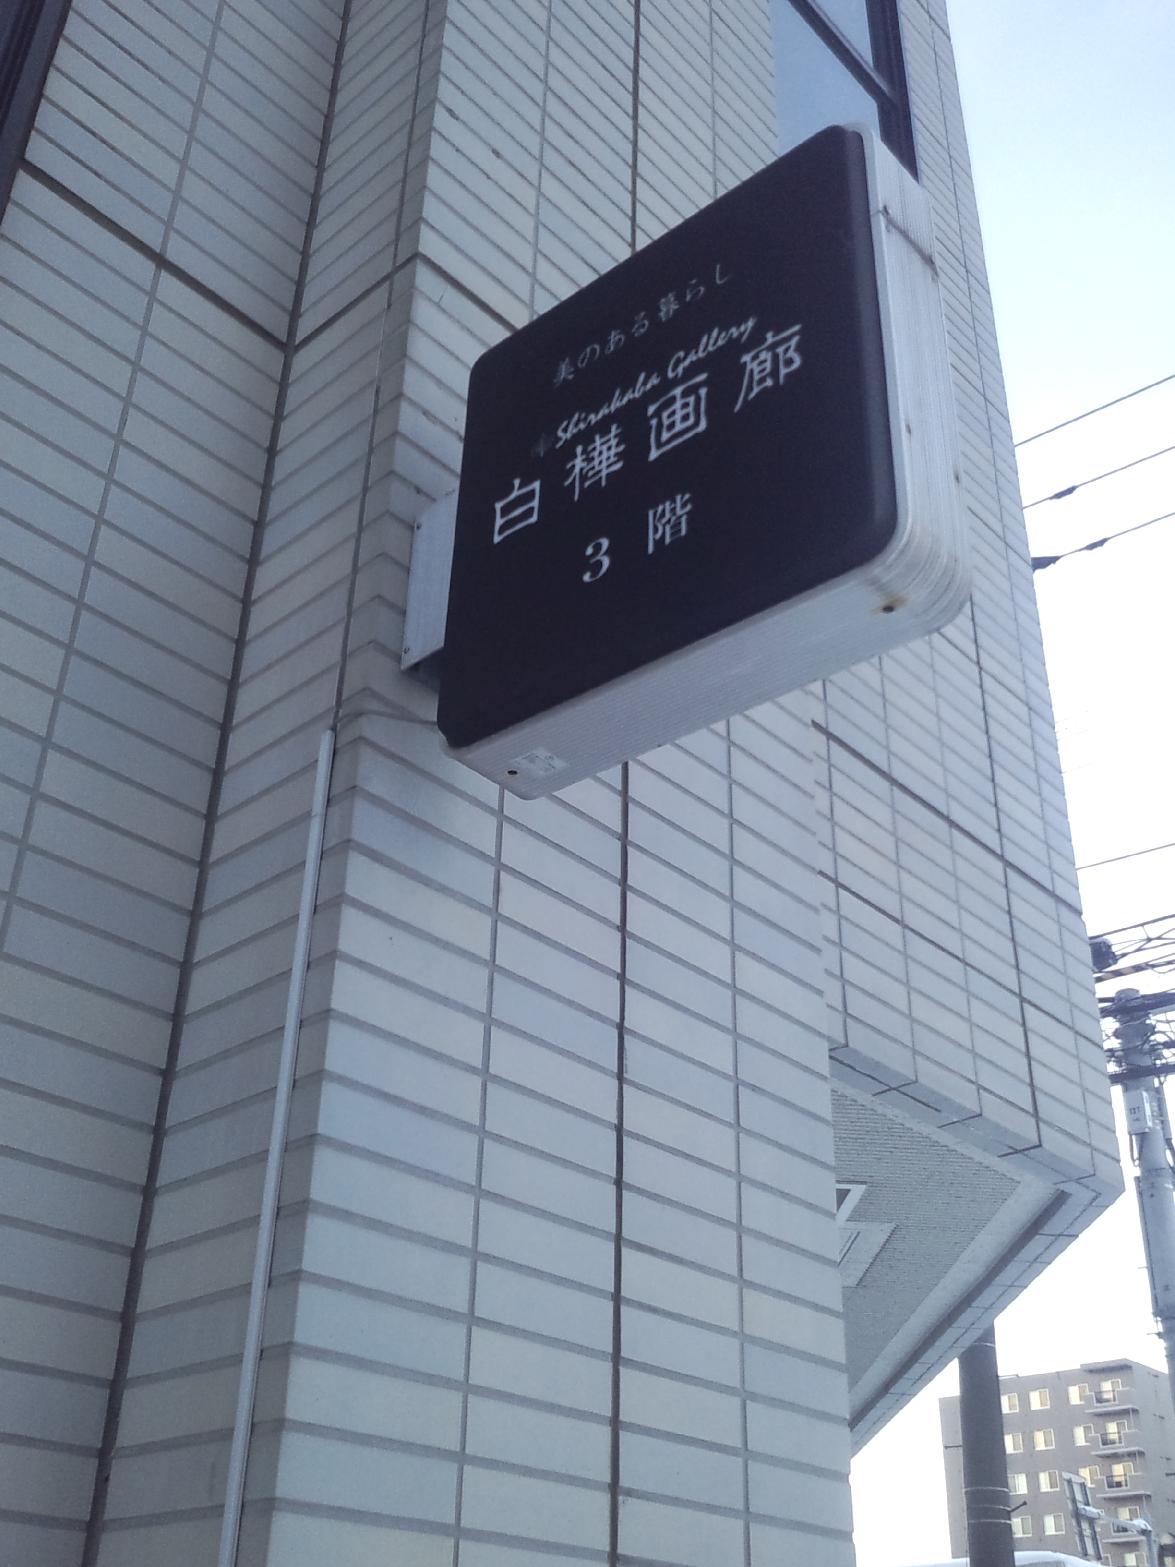 美のある暮らし
Shirakaba Gallery
白樺画廊
3階